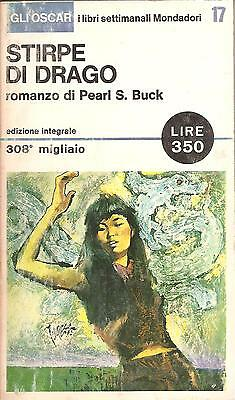 GLI OSCAR i libri settimanali Mondadori 17
STIRPE
DI DRAGO
romanzo di Pearl S. Buck
edizione integrale
308° migliaio
LIRE
350